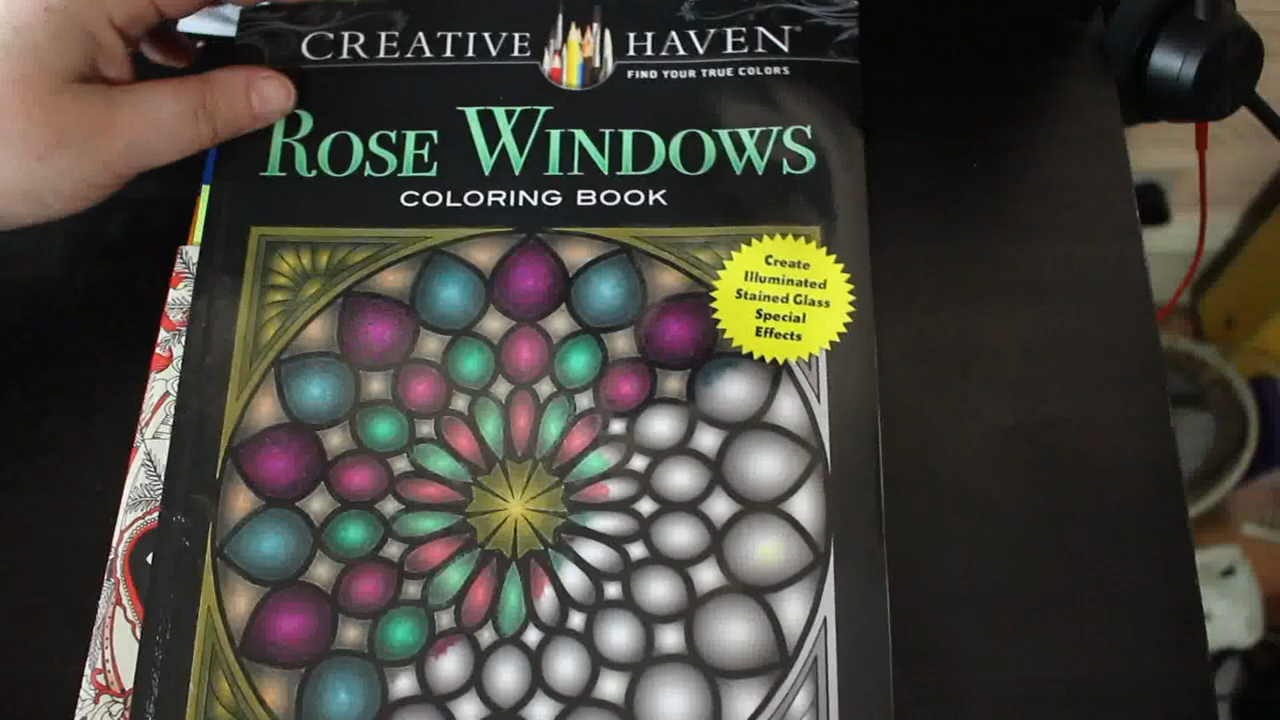 CREATIVE HAVEN®
FIND YOUR TRUE COLORS
ROSE WINDOWS
COLORING BOOK
Create
Illuminated
Stained Glass
Special
Effects